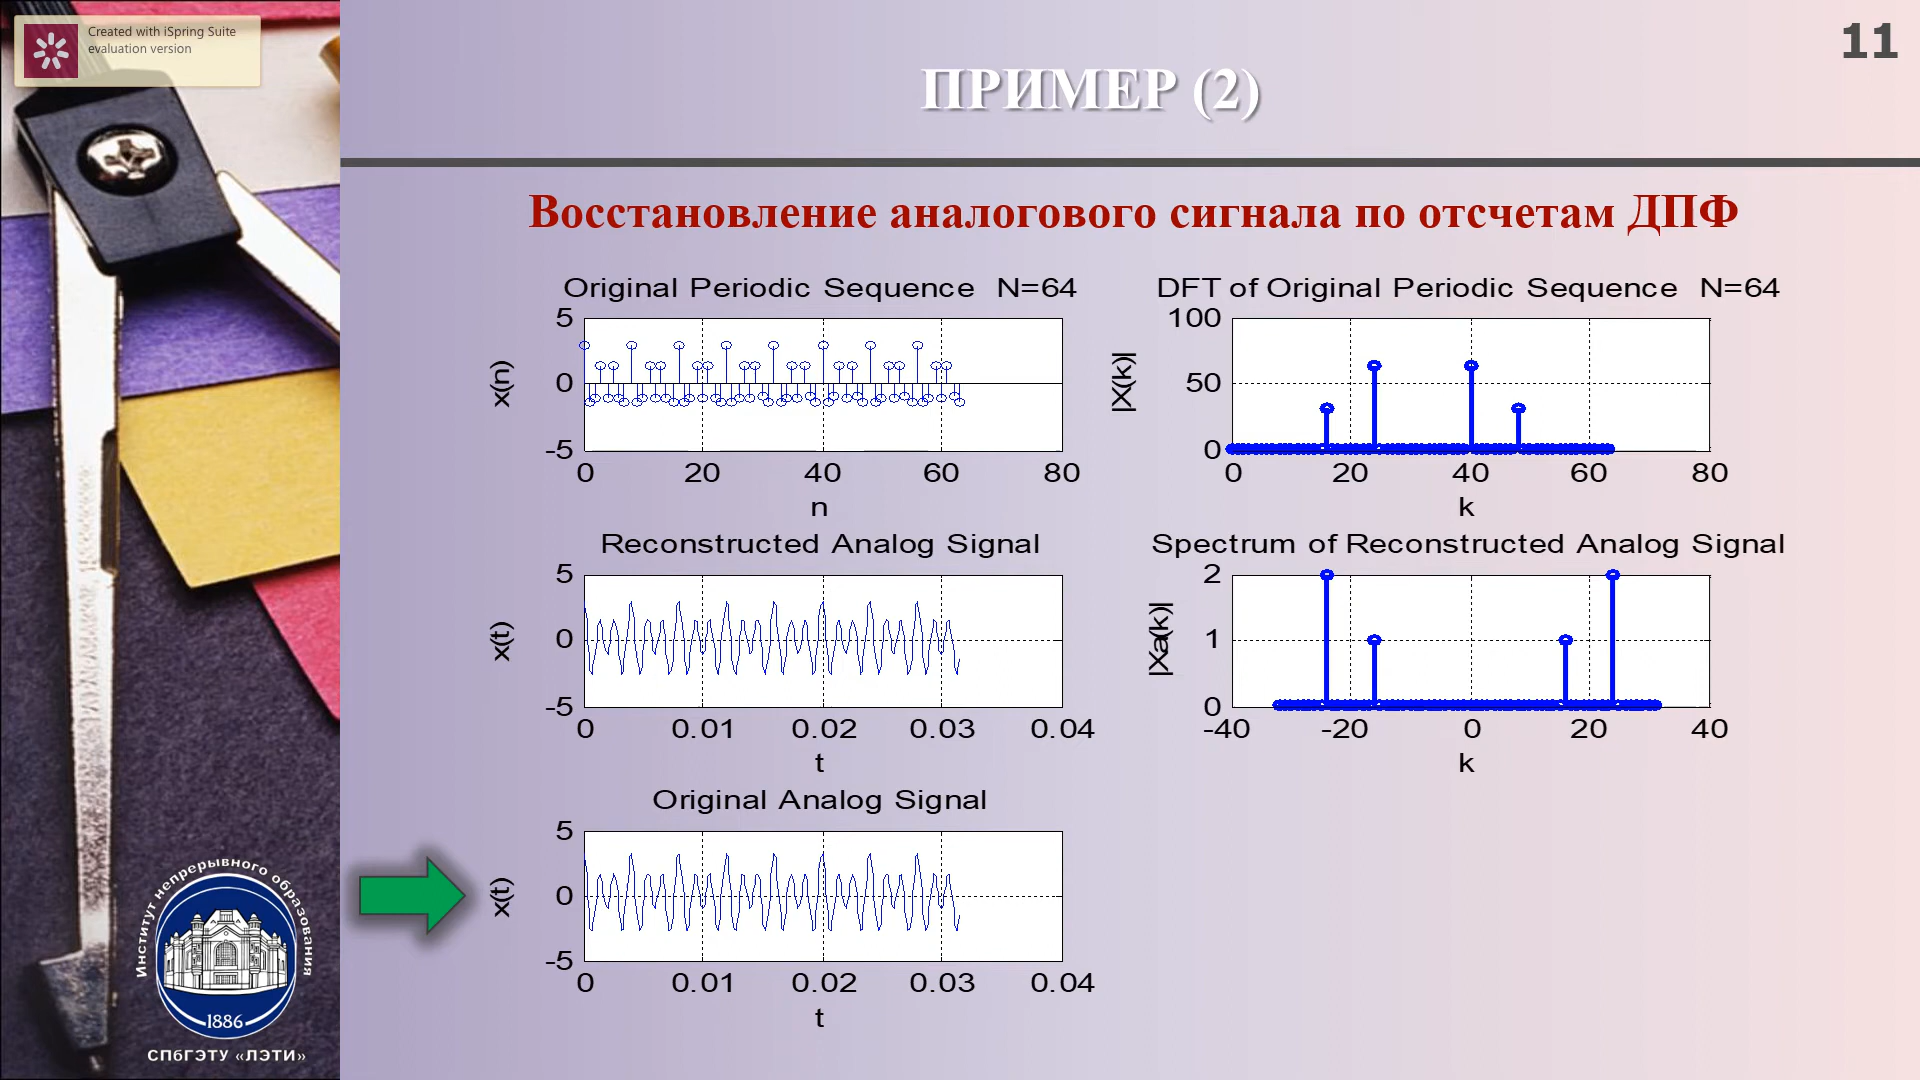 Created with iSpring Suite
evaluation version
11
ПРИМЕР (2)
Восстановление аналогового сигнала по отсчетам ДПФ
Original Periodic Sequence N=64
5
0
-5
x(n)
0 20 40 60 80
n
DFT of Original Periodic Sequence N=64
100
50
0
|X(k)|
0 20 40 60 80
k
Reconstructed Analog Signal
5
0
-5
x(t)
0 0.01 0.02 0.03 0.04
t
Spectrum of Reconstructed Analog Signal
2
1
0
|Xa(k)|
-40 -20 0 20 40
k
Original Analog Signal
5
0
-5
x(t)
0 0.01 0.02 0.03 0.04
t
Институт непрерывного образования
1886
СПбГЭТУ «ЛЭТИ»